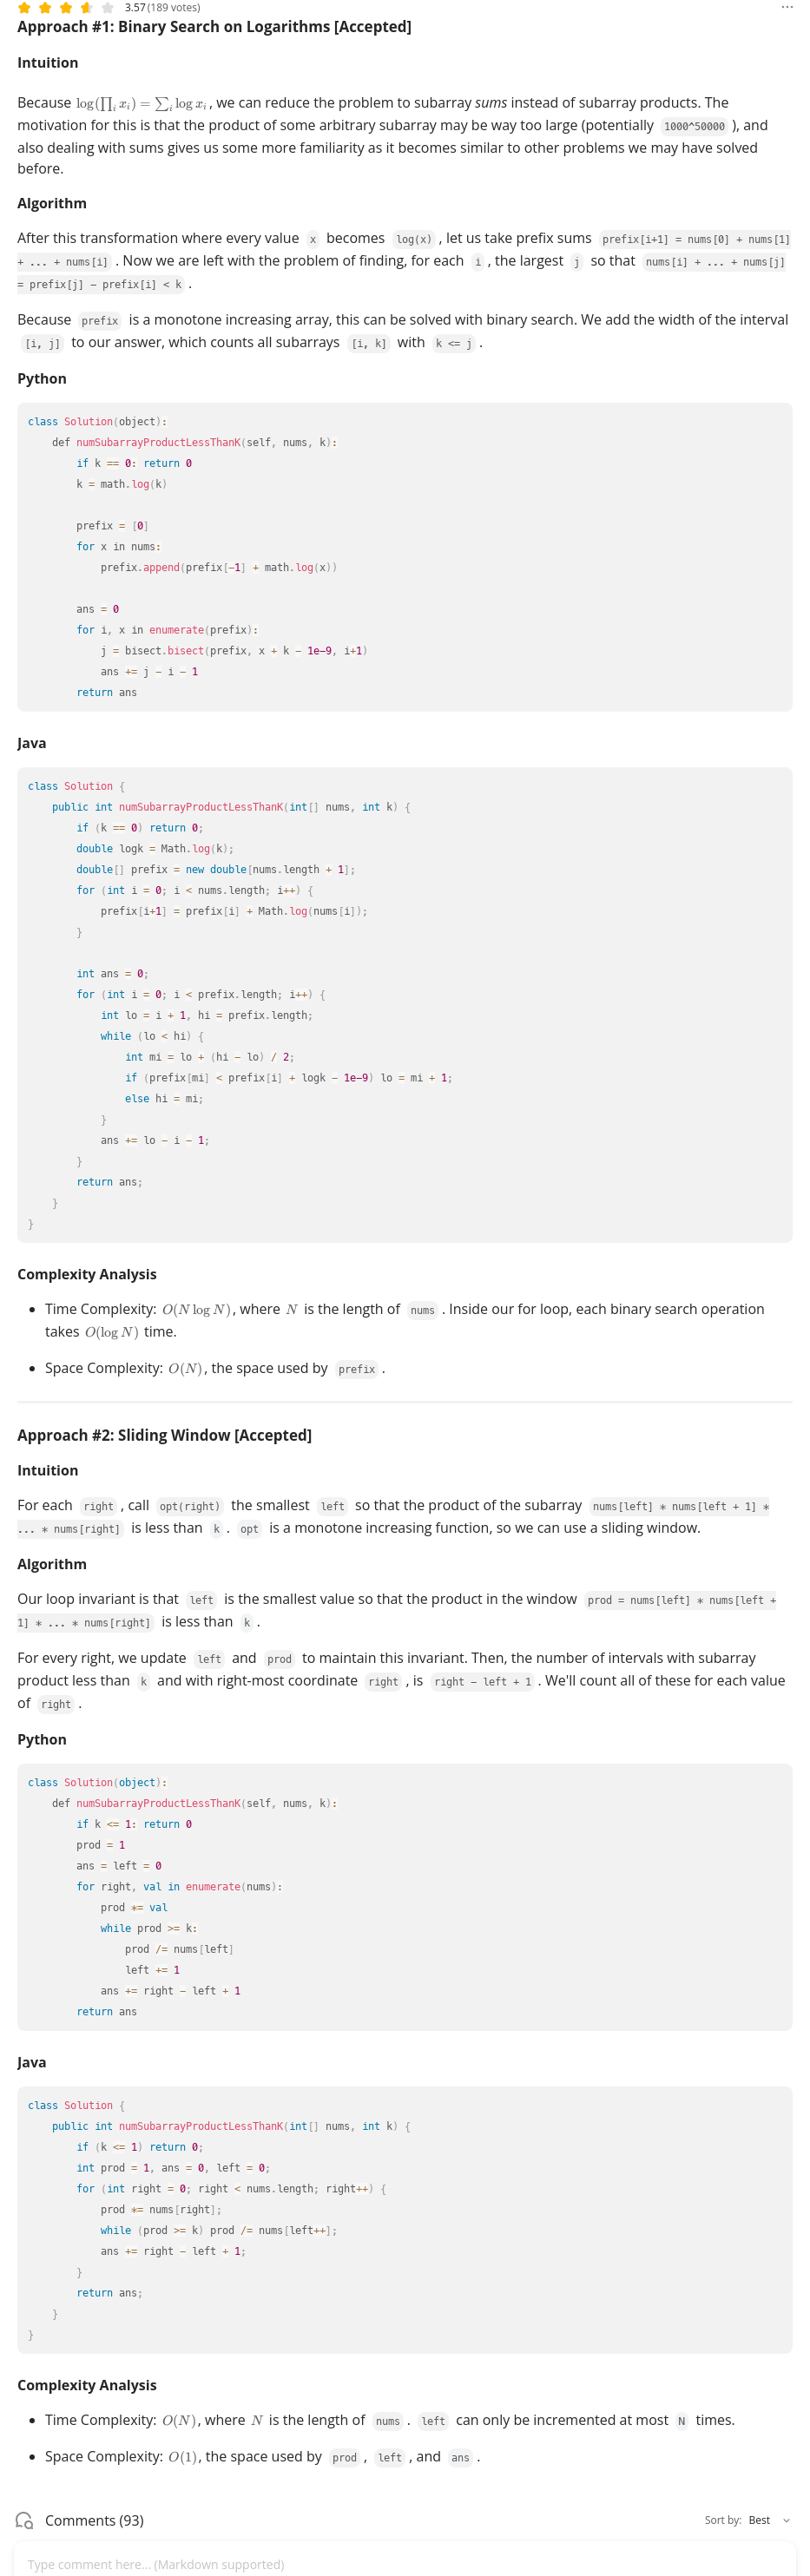 3.57 (189 votes)
Approach #1: Binary Search on Logarithms [Accepted]
Intuition
Because log(∏ᵢ xᵢ) = ∑ᵢ log xᵢ, we can reduce the problem to subarray sums instead of subarray products. The
motivation for this is that the product of some arbitrary subarray may be way too large (potentially 1000^50000 ), and
also dealing with sums gives us some more familiarity as it becomes similar to other problems we may have solved
before.
Algorithm
After this transformation where every value x becomes log(x) , let us take prefix sums prefix[i+1] = nums[0] + nums[1]
+ ... + nums[i] . Now we are left with the problem of finding, for each i , the largest j so that nums[i] + ... + nums[j]
= prefix[j] − prefix[i] < k .
Because prefix is a monotone increasing array, this can be solved with binary search. We add the width of the interval
[i, j] to our answer, which counts all subarrays [i, k] with k <= j .
Python
class Solution(object):
    def numSubarrayProductLessThanK(self, nums, k):
        if k == 0: return 0
        k = math.log(k)

        prefix = [0]
        for x in nums:
            prefix.append(prefix[−1] + math.log(x))

        ans = 0
        for i, x in enumerate(prefix):
            j = bisect.bisect(prefix, x + k − 1e−9, i+1)
            ans += j − i − 1
        return ans
Java
class Solution {
    public int numSubarrayProductLessThanK(int[] nums, int k) {
        if (k == 0) return 0;
        double logk = Math.log(k);
        double[] prefix = new double[nums.length + 1];
        for (int i = 0; i < nums.length; i++) {
            prefix[i+1] = prefix[i] + Math.log(nums[i]);
        }

        int ans = 0;
        for (int i = 0; i < prefix.length; i++) {
            int lo = i + 1, hi = prefix.length;
            while (lo < hi) {
                int mi = lo + (hi − lo) / 2;
                if (prefix[mi] < prefix[i] + logk − 1e−9) lo = mi + 1;
                else hi = mi;
            }
            ans += lo − i − 1;
        }
        return ans;
    }
}
Complexity Analysis
• Time Complexity: O(N log N), where N is the length of nums . Inside our for loop, each binary search operation
takes O(log N) time.
• Space Complexity: O(N), the space used by prefix .
Approach #2: Sliding Window [Accepted]
Intuition
For each right , call opt(right) the smallest left so that the product of the subarray nums[left] * nums[left + 1] *
... * nums[right] is less than k . opt is a monotone increasing function, so we can use a sliding window.
Algorithm
Our loop invariant is that left is the smallest value so that the product in the window prod = nums[left] * nums[left +
1] * ... * nums[right] is less than k .
For every right, we update left and prod to maintain this invariant. Then, the number of intervals with subarray
product less than k and with right-most coordinate right , is right − left + 1 . We'll count all of these for each value
of right .
Python
class Solution(object):
    def numSubarrayProductLessThanK(self, nums, k):
        if k <= 1: return 0
        prod = 1
        ans = left = 0
        for right, val in enumerate(nums):
            prod *= val
            while prod >= k:
                prod /= nums[left]
                left += 1
            ans += right − left + 1
        return ans
Java
class Solution {
    public int numSubarrayProductLessThanK(int[] nums, int k) {
        if (k <= 1) return 0;
        int prod = 1, ans = 0, left = 0;
        for (int right = 0; right < nums.length; right++) {
            prod *= nums[right];
            while (prod >= k) prod /= nums[left++];
            ans += right − left + 1;
        }
        return ans;
    }
}
Complexity Analysis
• Time Complexity: O(N), where N is the length of nums . left can only be incremented at most N times.
• Space Complexity: O(1), the space used by prod , left , and ans .
Comments (93)
Sort by: Best
Type comment here... (Markdown supported)